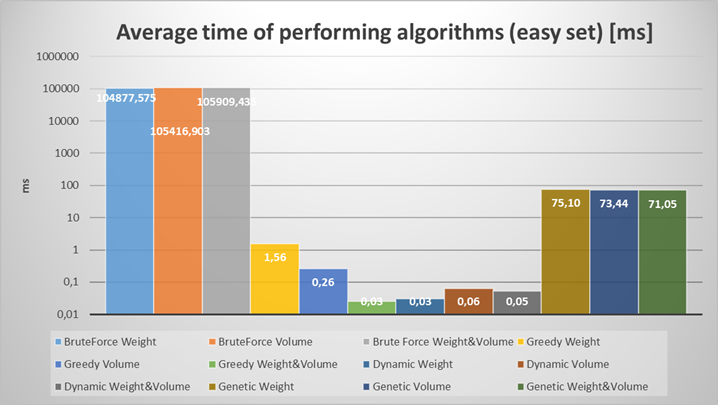 Average time of performing algorithms (easy set) [ms]
1000000
100000
10000
1000
100
10
1
0,1
0,01
ms
104877,575
105416,903
105909,435
1,56
0,26
0,03
0,03
0,06
0,05
75,10
73,44
71,05
BruteForce Weight
BruteForce Volume
Brute Force Weight&Volume
Greedy Weight
Greedy Volume
Greedy Weight&Volume
Dynamic Weight
Dynamic Volume
Dynamic Weight&Volume
Genetic Weight
Genetic Volume
Genetic Weight&Volume